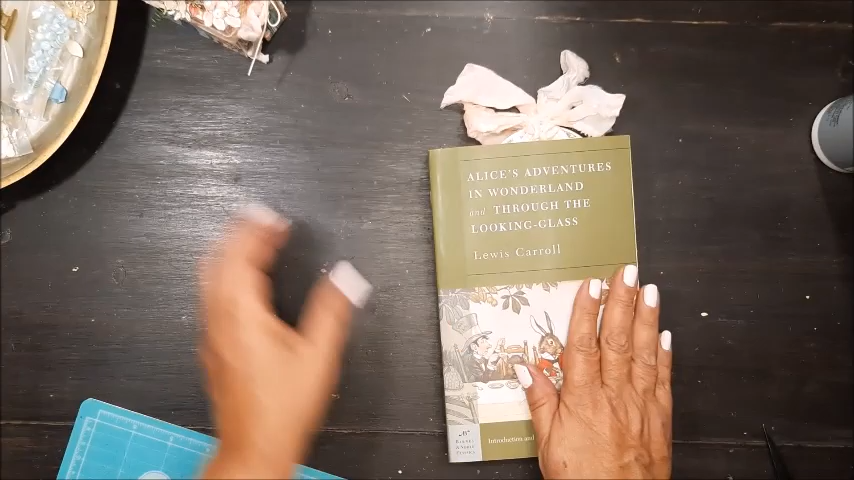 ALICE'S ADVENTURES
IN WONDERLAND
and THROUGH THE
LOOKING-GLASS
Lewis Carroll
Introduction and